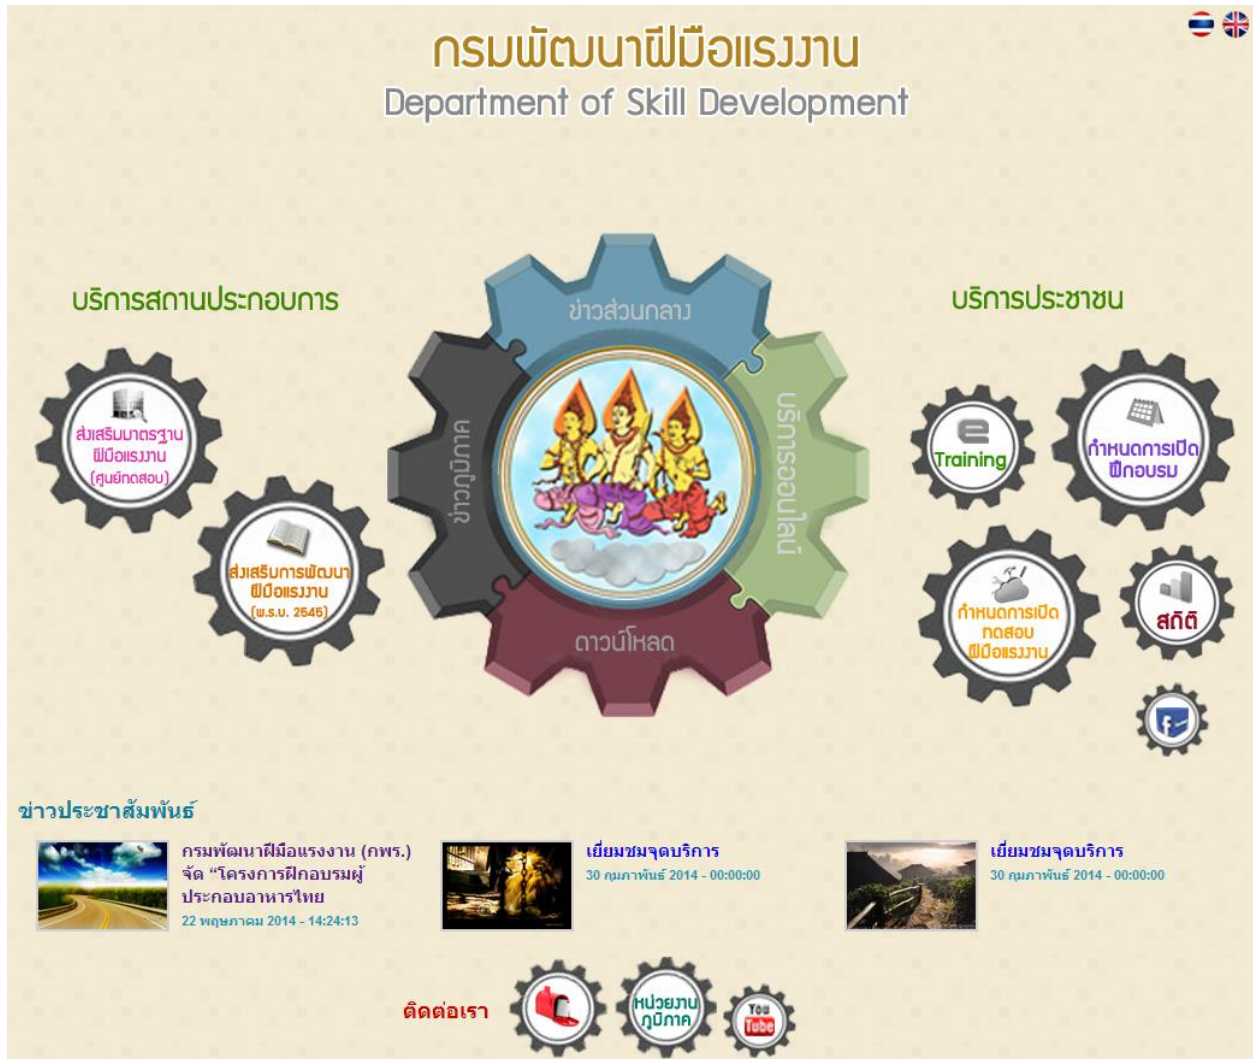 กรมพัฒนาฝีมือแรงงาน
Department of Skill Development
บริการสถานประกอบการ
ส่งเสริมมาตรฐาน
ฝีมือแรงงาน
(ศูนย์ทดสอบ)
ส่งเสริมการพัฒนา
ฝีมือแรงงาน
(พ.ร.บ. 2545)
ข่าวส่วนกลาง
ข่าวภูมิภาค
บริการออนไลน์
ดาวน์โหลด
บริการประชาชน
e
Training
กำหนดการเปิด
ฝึกอบรม
กำหนดการเปิด
ทดสอบ
ฝีมือแรงงาน
สถิติ
f
ข่าวประชาสัมพันธ์
กรมพัฒนาฝีมือแรงงาน (กพร.)
จัด “โครงการฝึกอบรมผู้
ประกอบอาหารไทย
22 พฤษภาคม 2014 - 14:24:13
เยี่ยมชมจุดบริการ
30 กุมภาพันธ์ 2014 - 00:00:00
เยี่ยมชมจุดบริการ
30 กุมภาพันธ์ 2014 - 00:00:00
ติดต่อเรา
หน่วยงาน
ภูมิภาค
You
Tube